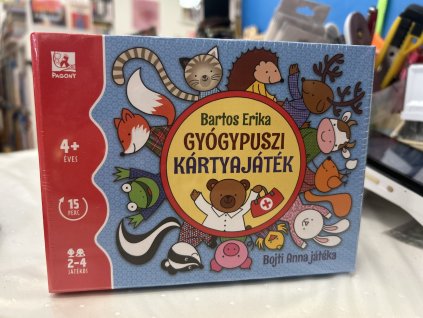 PAGONY
Bartos Erika
GYÓGYPUSZI
KÁRTYAJÁTÉK
4+
ÉVES
15
PERC
2-4
JÁTÉKOS
Bojti Anna játéka